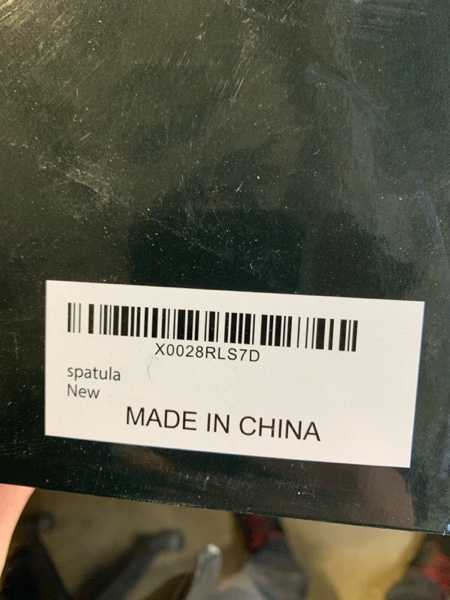 X0028RLS7D
spatula
New
MADE IN CHINA